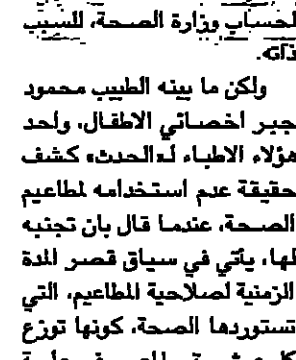 لحساب وزارة الصحة، للسبب
ذاته.
ولكن ما بينه الطبيب محمود
جبر اخصائي الاطفال، واحد
هؤلاء الاطباء لـ«الحدث» كشف
حقيقة عدم استخدامه لمطاعيم
الصحة، عندما قال بان تجنبه
لها، يأتي في سياق قصر المدة
الزمنية لصلاحية المطاعيم، التي
تستوردها الصحة، كونها توزع